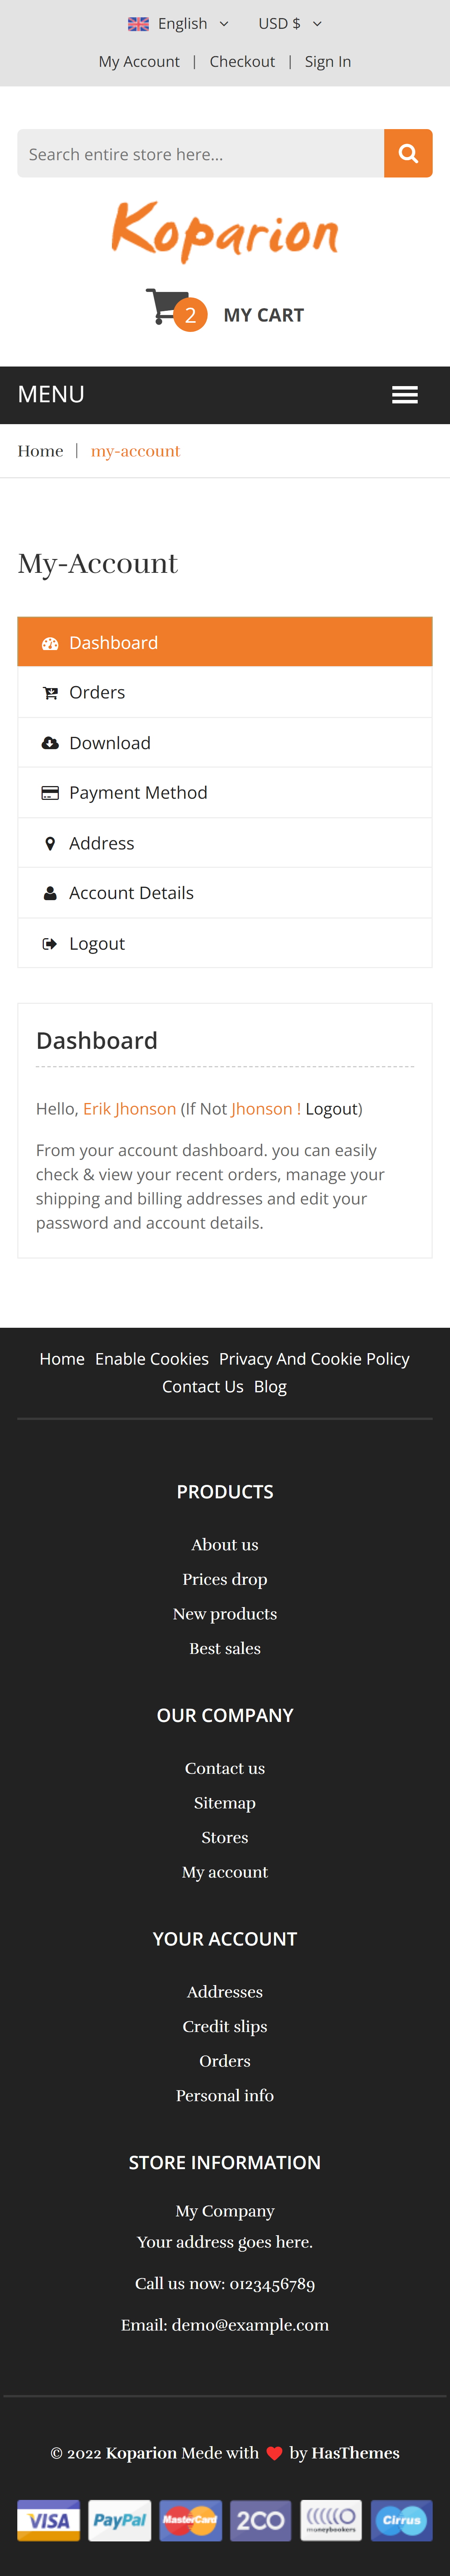 English USD $
My Account | Checkout | Sign In
Search entire store here...
Koparion
2 MY CART
MENU
Home | my-account
My-Account
Dashboard
Orders
Download
Payment Method
Address
Account Details
Logout
Dashboard
Hello, Erik Jhonson (If Not Jhonson ! Logout)
From your account dashboard. you can easily
check & view your recent orders, manage your
shipping and billing addresses and edit your
password and account details.
Home Enable Cookies Privacy And Cookie Policy
Contact Us Blog
PRODUCTS
About us
Prices drop
New products
Best sales
OUR COMPANY
Contact us
Sitemap
Stores
My account
YOUR ACCOUNT
Addresses
Credit slips
Orders
Personal info
STORE INFORMATION
My Company
Your address goes here.
Call us now: 0123456789
Email: demo@example.com
© 2022 Koparion Mede with ❤ by HasThemes
VISA PayPal MasterCard 2CO moneybookers Cirrus